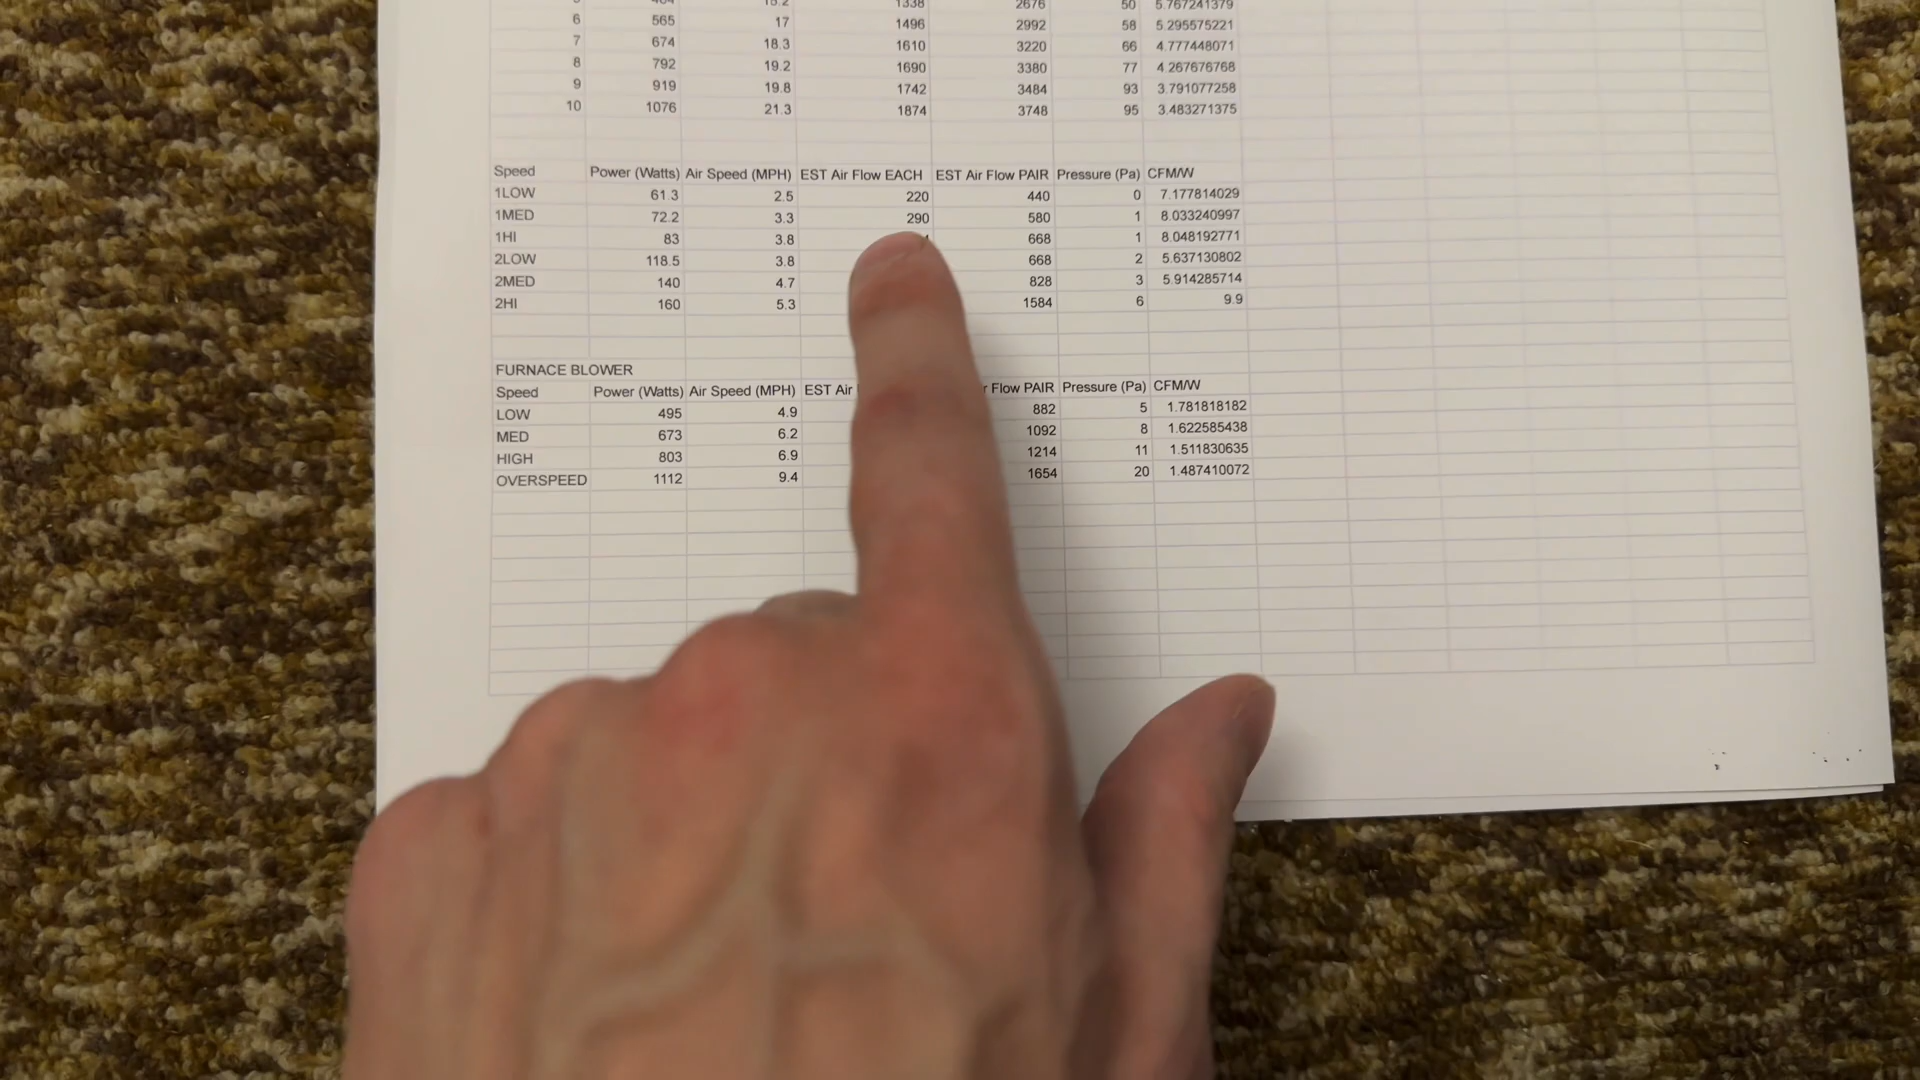 15.2 1338 2676 50 5.767241379
6 565 17 1496 2992 58 5.295575221
7 674 18.3 1610 3220 66 4.777448071
8 792 19.2 1690 3380 77 4.267676768
9 919 19.8 1742 3484 93 3.791077258
10 1076 21.3 1874 3748 95 3.483271375
Speed Power (Watts) Air Speed (MPH) EST Air Flow EACH EST Air Flow PAIR Pressure (Pa) CFM/W
1LOW 61.3 2.5 220 440 0 7.177814029
1MED 72.2 3.3 290 580 1 8.033240997
1HI 83 3.8 668 1 8.048192771
2LOW 118.5 3.8 668 2 5.637130802
2MED 140 4.7 828 3 5.914285714
2HI 160 5.3 1584 6 9.9
FURNACE BLOWER
Speed Power (Watts) Air Speed (MPH) EST Air Flow PAIR Pressure (Pa) CFM/W
LOW 495 4.9 882 5 1.781818182
MED 673 6.2 1092 8 1.622585438
HIGH 803 6.9 1214 11 1.511830635
OVERSPEED 1112 9.4 1654 20 1.487410072